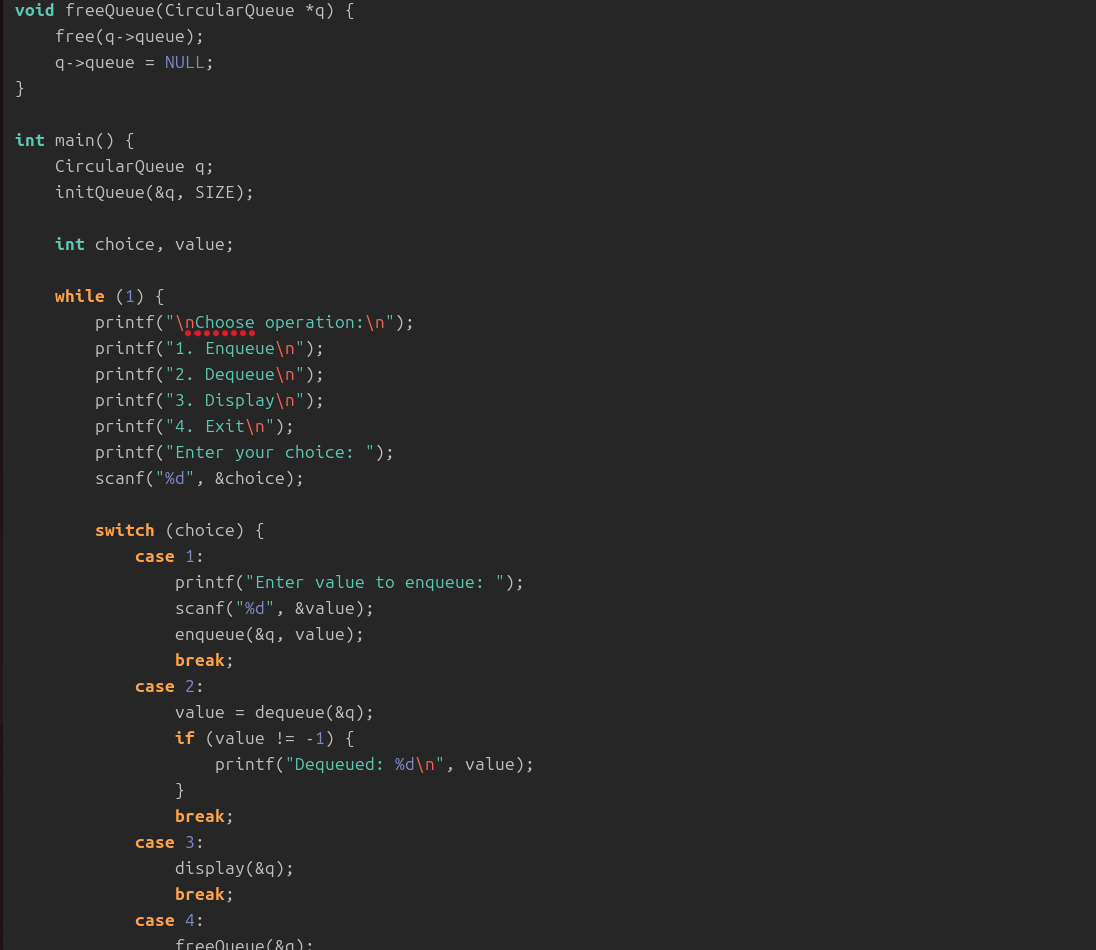 void freeQueue(CircularQueue *q) {
    free(q->queue);
    q->queue = NULL;
}

int main() {
    CircularQueue q;
    initQueue(&q, SIZE);

    int choice, value;

    while (1) {
        printf("\nChoose operation:\n");
        printf("1. Enqueue\n");
        printf("2. Dequeue\n");
        printf("3. Display\n");
        printf("4. Exit\n");
        printf("Enter your choice: ");
        scanf("%d", &choice);

        switch (choice) {
            case 1:
                printf("Enter value to enqueue: ");
                scanf("%d", &value);
                enqueue(&q, value);
                break;
            case 2:
                value = dequeue(&q);
                if (value != -1) {
                    printf("Dequeued: %d\n", value);
                }
                break;
            case 3:
                display(&q);
                break;
            case 4:
                freeQueue(&q);